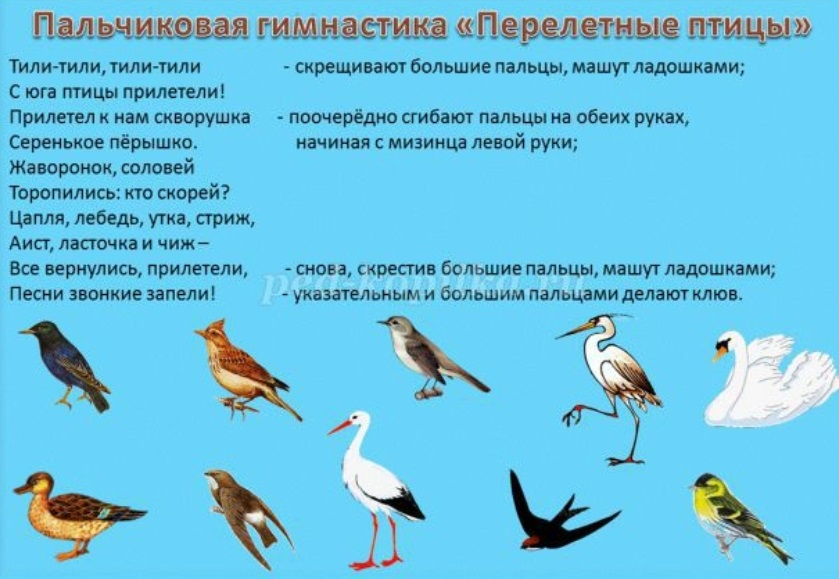 Пальчиковая гимнастика «Перелетные птицы»
Тили-тили, тили-тили - скрещивают большие пальцы, машут ладошками;
С юга птицы прилетели!
Прилетел к нам скворушка - поочерёдно сгибают пальцы на обеих руках,
Серенькое пёрышко. начиная с мизинца левой руки;
Жаворонок, соловей
Торопились: кто скорей?
Цапля, лебедь, утка, стриж,
Аист, ласточка и чиж –
Все вернулись, прилетели, - снова, скрестив большие пальцы, машут ладошками;
Песни звонкие запели! - указательным и большим пальцами делают клюв.
ped-kopilka.ru